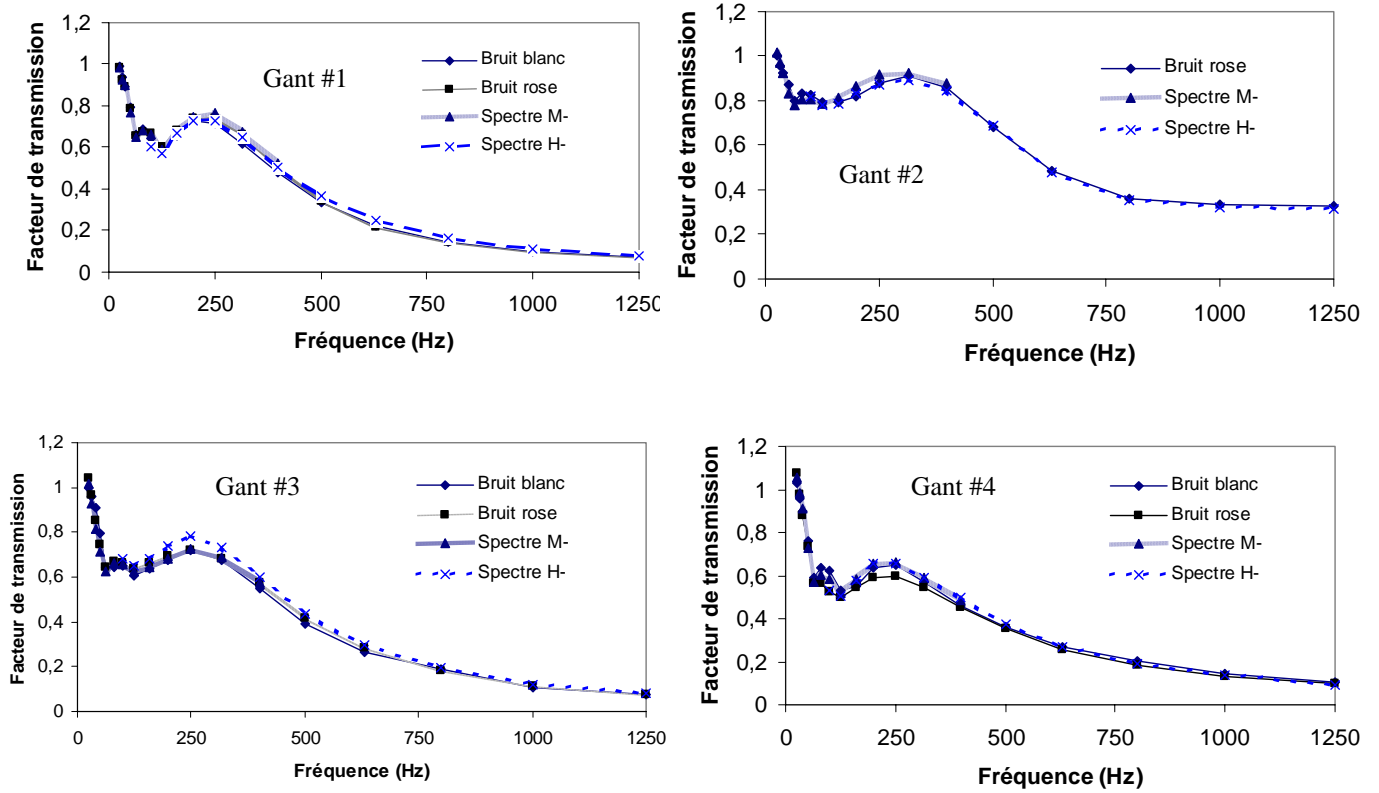 Facteur de transmission
1,2
1
0,8
0,6
0,4
0,2
0
Gant #1
Bruit blanc
Bruit rose
Spectre M-
Spectre H-
0 250 500 750 1000 1250
Fréquence (Hz)
Facteur de transmission
1,2
1
0,8
0,6
0,4
0,2
0
Gant #2
Bruit rose
Spectre M-
Spectre H-
0 250 500 750 1000 1250
Fréquence (Hz)
Facteur de transmission
1,2
1
0,8
0,6
0,4
0,2
0
Gant #3
Bruit blanc
Bruit rose
Spectre M-
Spectre H-
0 250 500 750 1000 1250
Fréquence (Hz)
Facteur de transmission
1,2
1
0,8
0,6
0,4
0,2
0
Gant #4
Bruit blanc
Bruit rose
Spectre M-
Spectre H-
0 250 500 750 1000 1250
Fréquence (Hz)